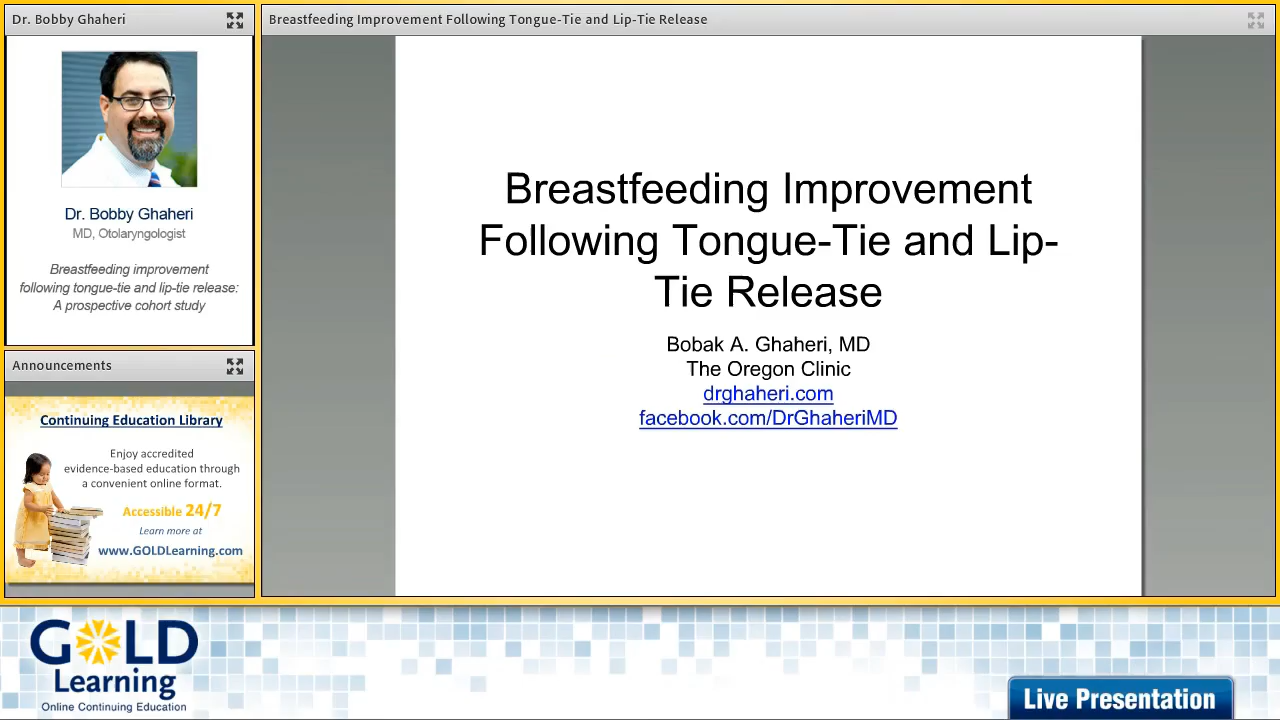 Dr. Bobby Ghaheri
Dr. Bobby Ghaheri
MD, Otolaryngologist
Breastfeeding improvement
following tongue-tie and lip-tie release:
A prospective cohort study
Announcements
Continuing Education Library
Enjoy accredited
evidence-based education through
a convenient online format.
Accessible 24/7
Learn more at
www.GOLDLearning.com
Breastfeeding Improvement Following Tongue-Tie and Lip-Tie Release
Breastfeeding Improvement
Following Tongue-Tie and Lip-
Tie Release
Bobak A. Ghaheri, MD
The Oregon Clinic
drghaheri.com
facebook.com/DrGhaheriMD
GOLD
Learning
Online Continuing Education
Live Presentation